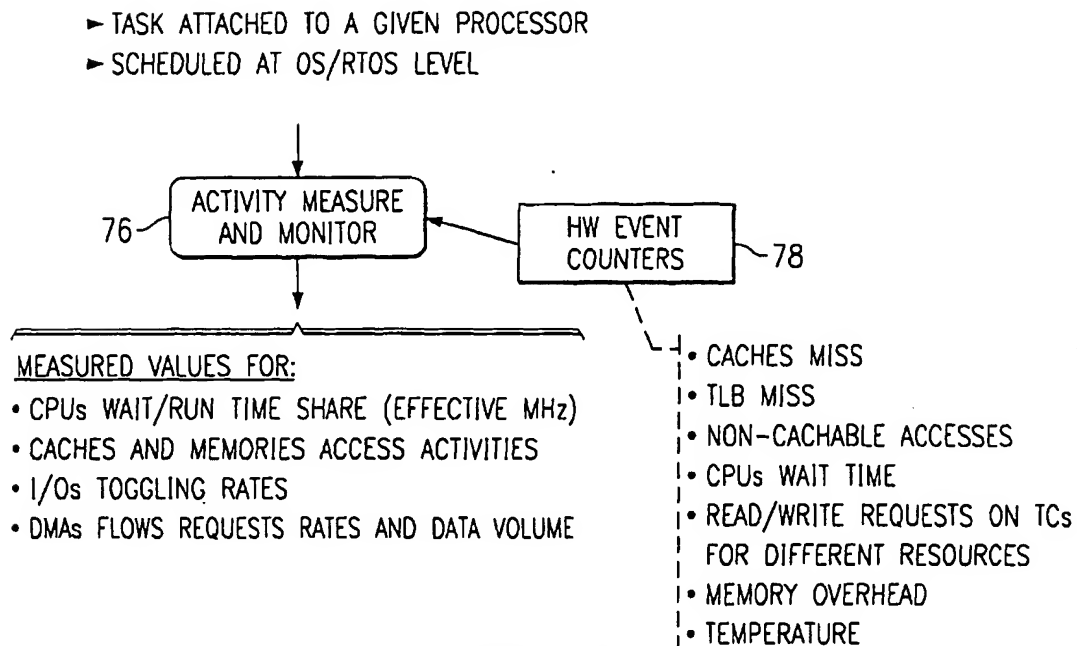 ► TASK ATTACHED TO A GIVEN PROCESSOR
► SCHEDULED AT OS/RTOS LEVEL
76
ACTIVITY MEASURE
AND MONITOR
HW EVENT
COUNTERS
78
MEASURED VALUES FOR:
• CPUs WAIT/RUN TIME SHARE (EFFECTIVE MHz)
• CACHES AND MEMORIES ACCESS ACTIVITIES
• I/Os TOGGLING RATES
• DMAs FLOWS REQUESTS RATES AND DATA VOLUME
• CACHES MISS
• TLB MISS
• NON-CACHABLE ACCESSES
• CPUs WAIT TIME
• READ/WRITE REQUESTS ON TCs
FOR DIFFERENT RESOURCES
• MEMORY OVERHEAD
• TEMPERATURE